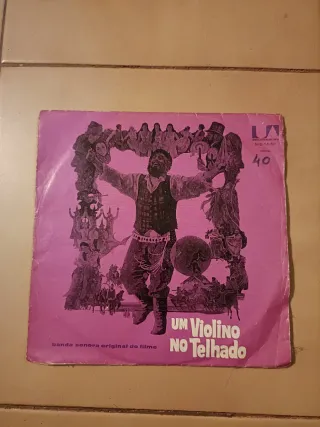 UA
40
UM VIOLINO
NO TELHADO
banda sonora original do filme